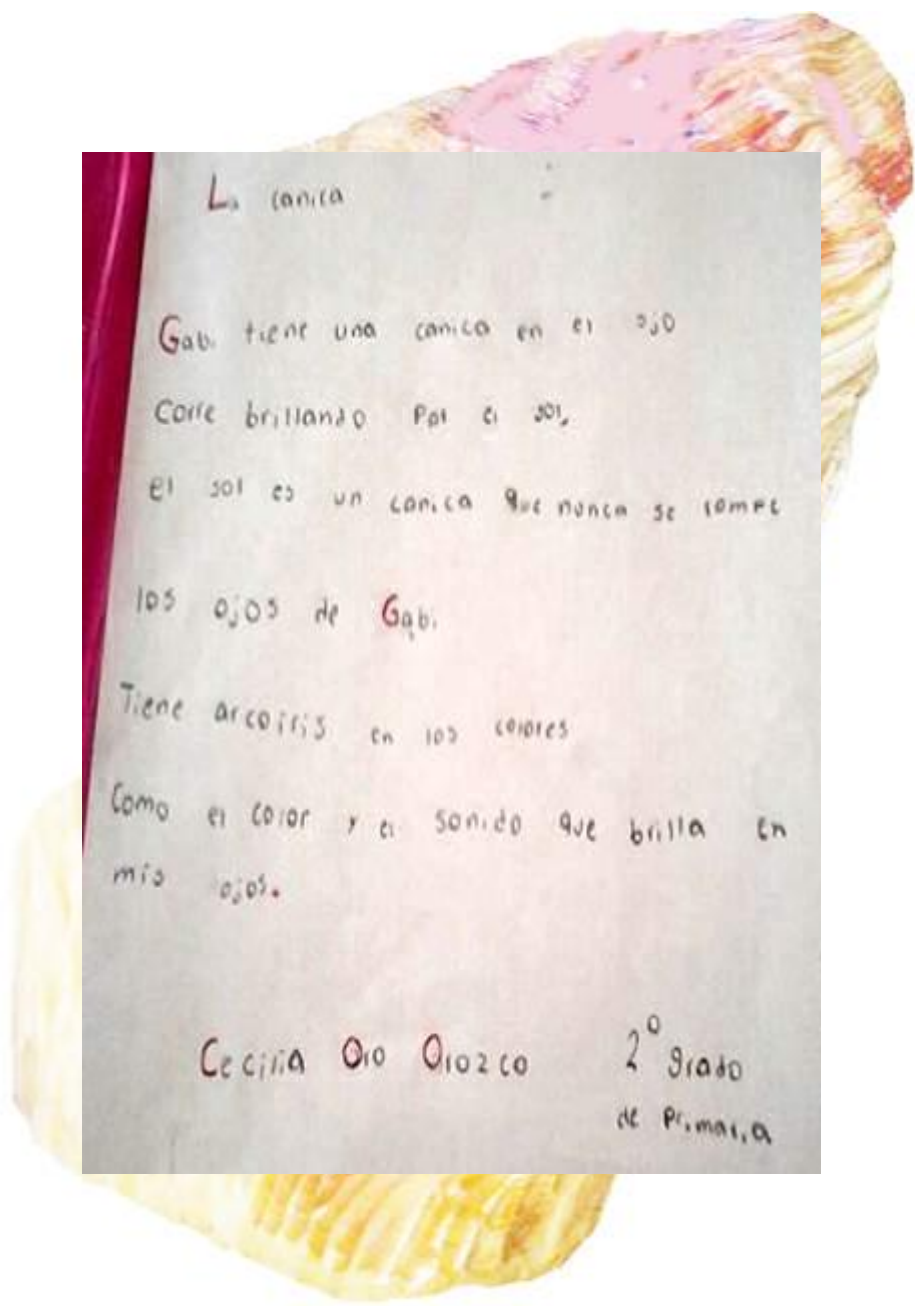 La canica
Gabi tiene una canica en el ojo
Corre brillando Por el sol,
el sol es un canica que nunca se rompe
los ojos de Gabi
Tiene arcoiris en los colores
Como el color y el sonido que brilla en
mis ojos.
Cecilia Oro Orozco 2° grado
de Primaria